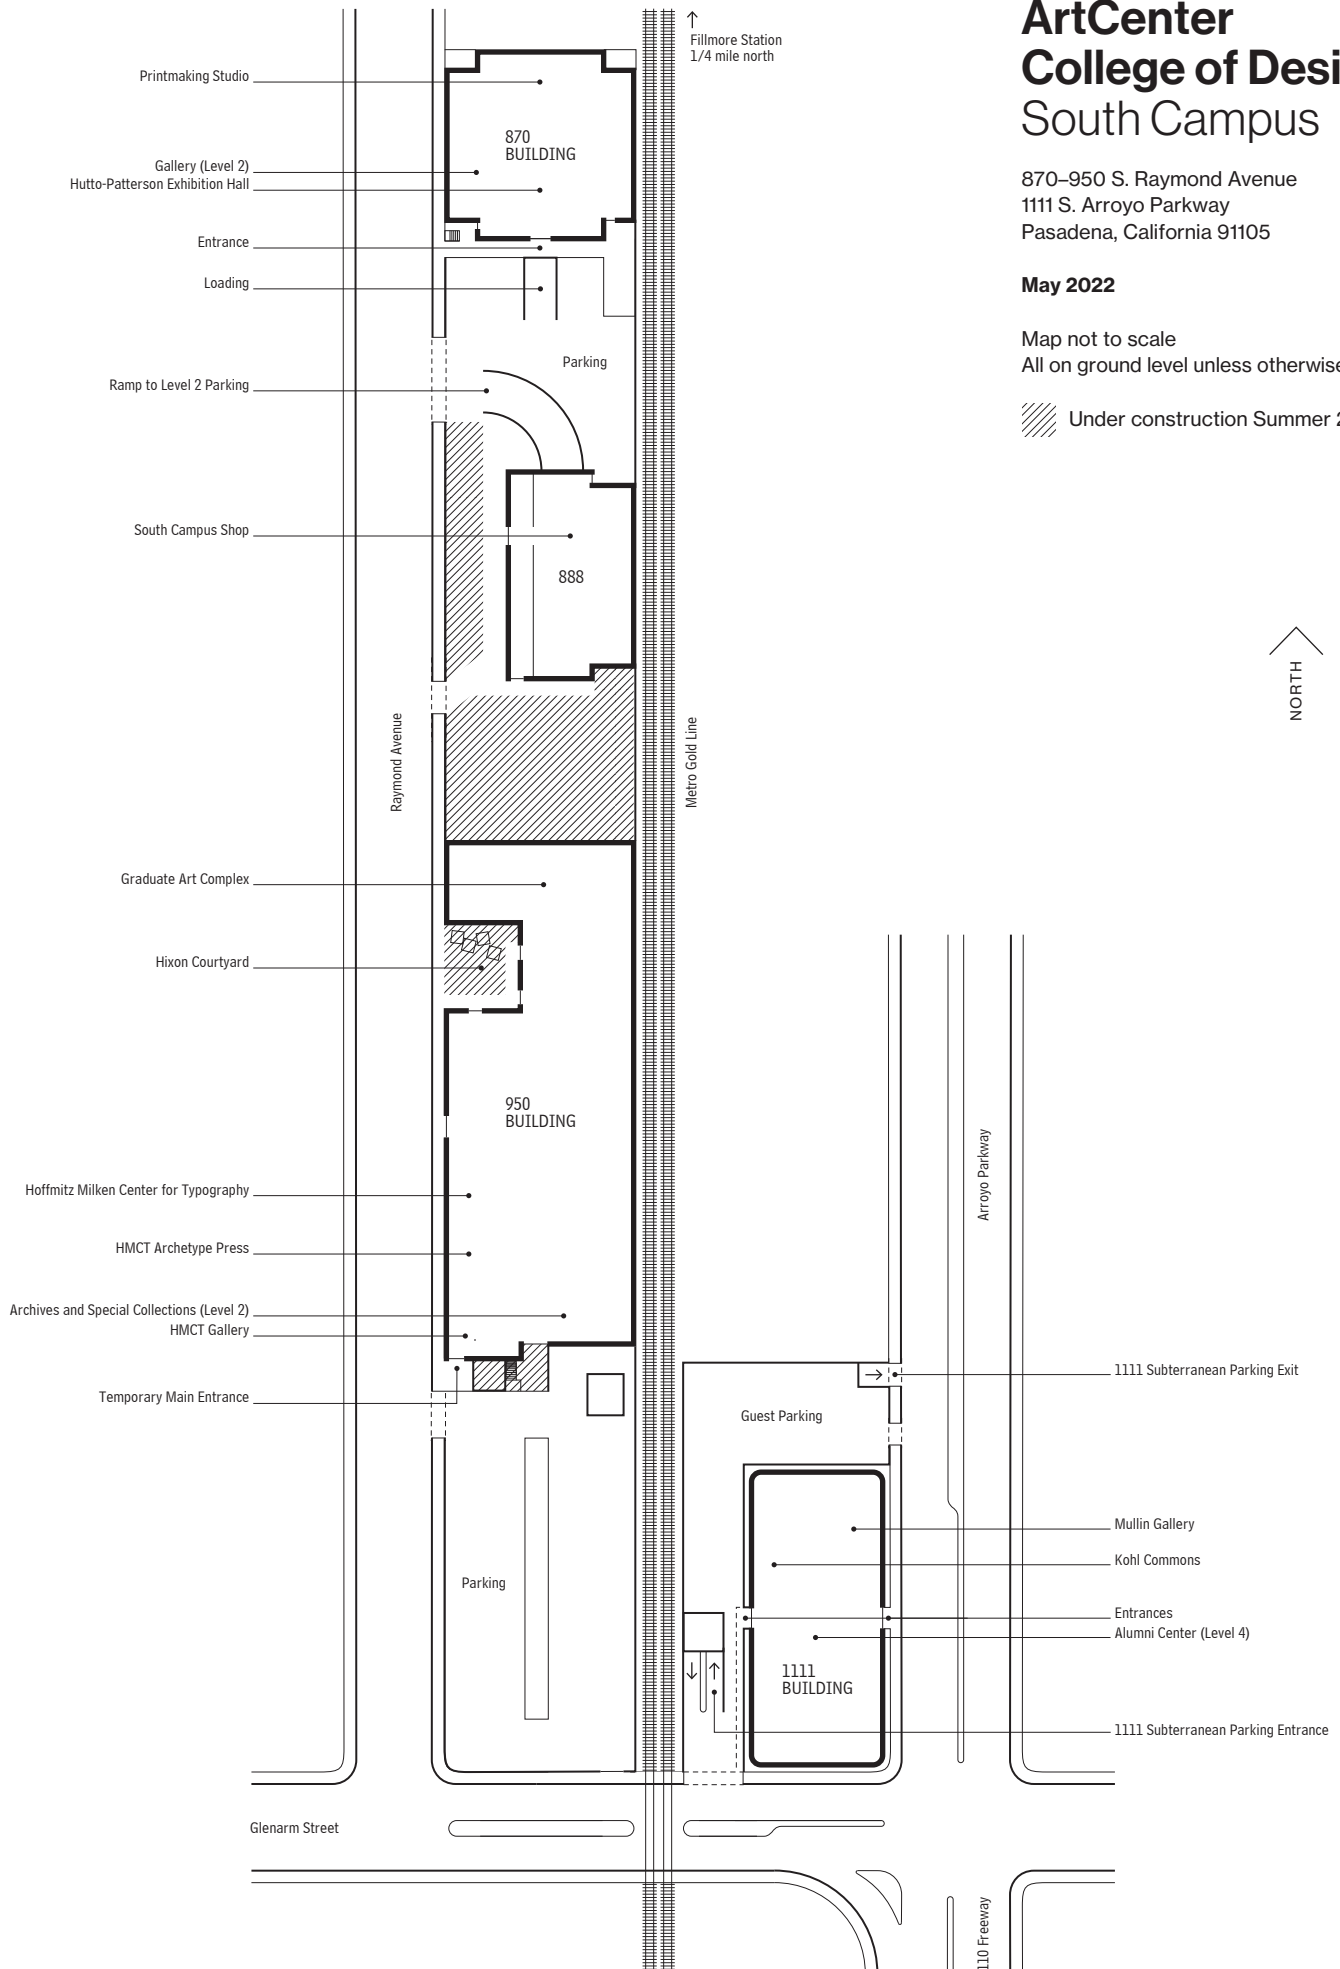 ArtCenter
College of Desi
South Campus
870–950 S. Raymond Avenue
1111 S. Arroyo Parkway
Pasadena, California 91105
May 2022
Map not to scale
All on ground level unless otherwise
Under construction Summer 2
NORTH
Fillmore Station
1/4 mile north
Printmaking Studio
870
BUILDING
Gallery (Level 2)
Hutto-Patterson Exhibition Hall
Entrance
Loading
Parking
Ramp to Level 2 Parking
South Campus Shop
888
Raymond Avenue
Metro Gold Line
Graduate Art Complex
Hixon Courtyard
950
BUILDING
Arroyo Parkway
Hoffmitz Milken Center for Typography
HMCT Archetype Press
Archives and Special Collections (Level 2)
HMCT Gallery
Temporary Main Entrance
1111 Subterranean Parking Exit
Guest Parking
Mullin Gallery
Kohl Commons
Parking
Entrances
Alumni Center (Level 4)
1111
BUILDING
1111 Subterranean Parking Entrance
Glenarm Street
110 Freeway